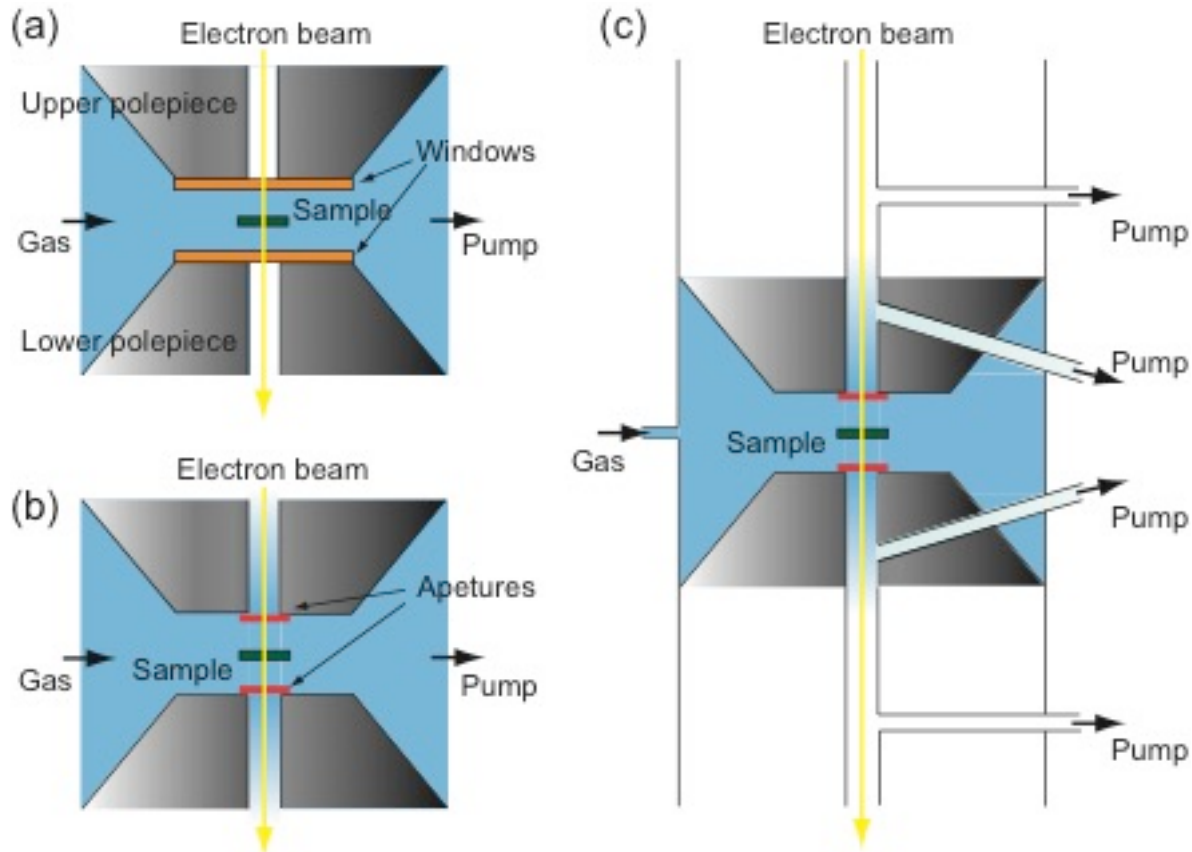 (a)
Electron beam
Upper polepiece
Windows
Sample
Gas
Pump
Lower polepiece
(b)
Electron beam
Apetures
Sample
Gas
Pump
(c)
Electron beam
Pump
Pump
Sample
Gas
Pump
Pump